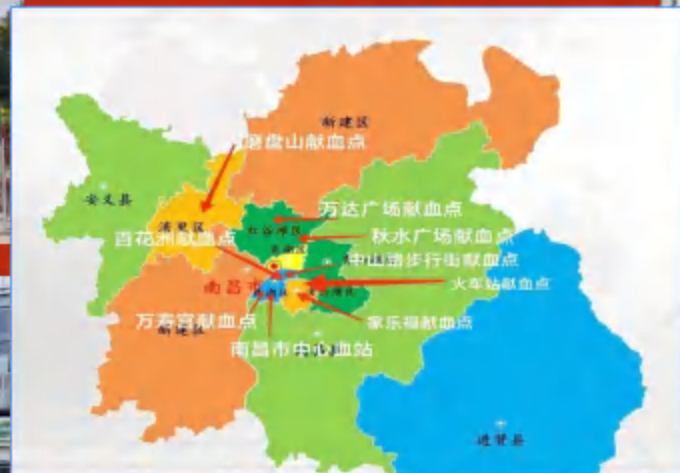 新建区
磨盘山献血点
安义县
万达广场献血点
湾里区
红谷滩区
秋水广场献血点
百花洲献血点
中山路步行街献血点
南昌市
火车站献血点
万寿宫献血点
家乐福献血点
新建区
南昌市中心血站
进贤县